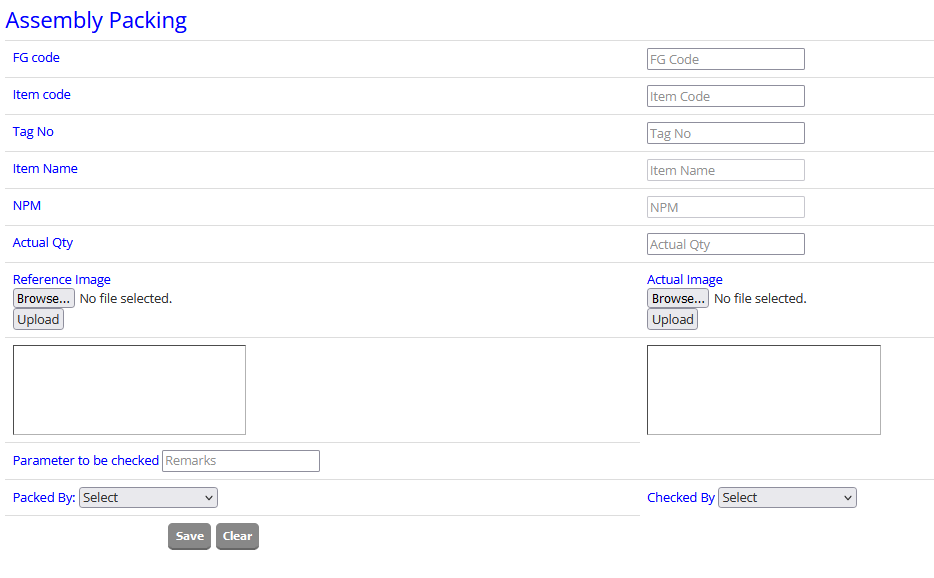 Assembly Packing
FG code FG Code
Item code Item Code
Tag No Tag No
Item Name Item Name
NPM NPM
Actual Qty Actual Qty
Reference Image Actual Image
Browse... No file selected. Browse... No file selected.
Upload Upload
Parameter to be checked Remarks
Packed By: Select Checked By Select
Save Clear